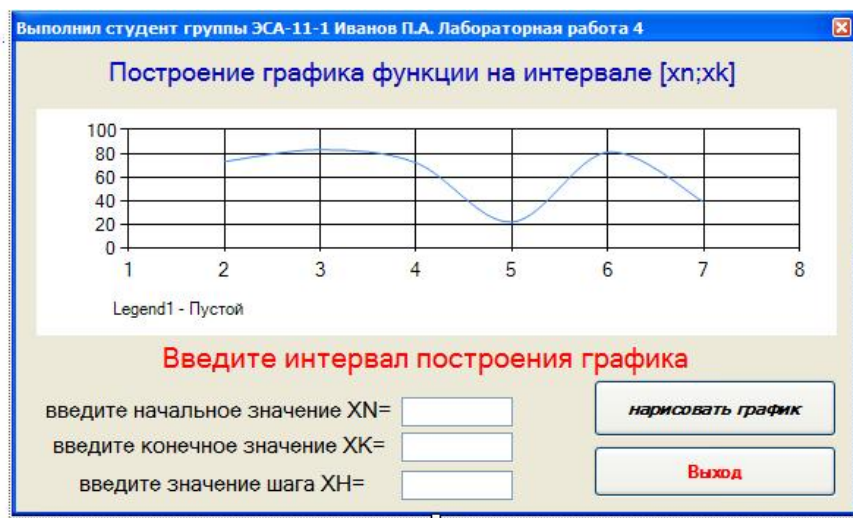 Выполнил студент группы ЭСА-11-1 Иванов П.А. Лабораторная работа 4
Построение графика функции на интервале [xn;xk]
100
80
60
40
20
0
1 2 3 4 5 6 7 8
Legend1 - Пустой
Введите интервал построения графика
введите начальное значение XN=
нарисовать график
введите конечное значение XK=
введите значение шага XH=
Выход